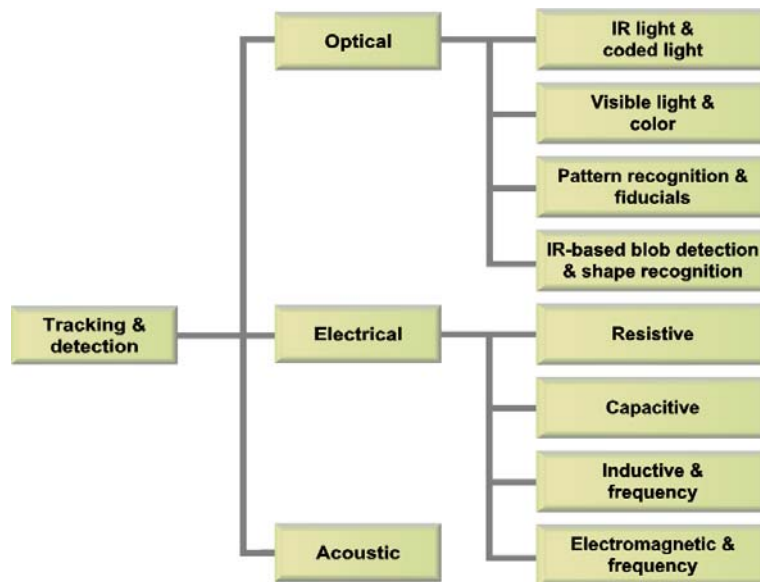 Optical
IR light &
coded light
Visible light &
color
Pattern recognition &
fiducials
IR-based blob detection
& shape recognition
Tracking &
detection
Electrical
Resistive
Capacitive
Inductive &
frequency
Acoustic
Electromagnetic &
frequency